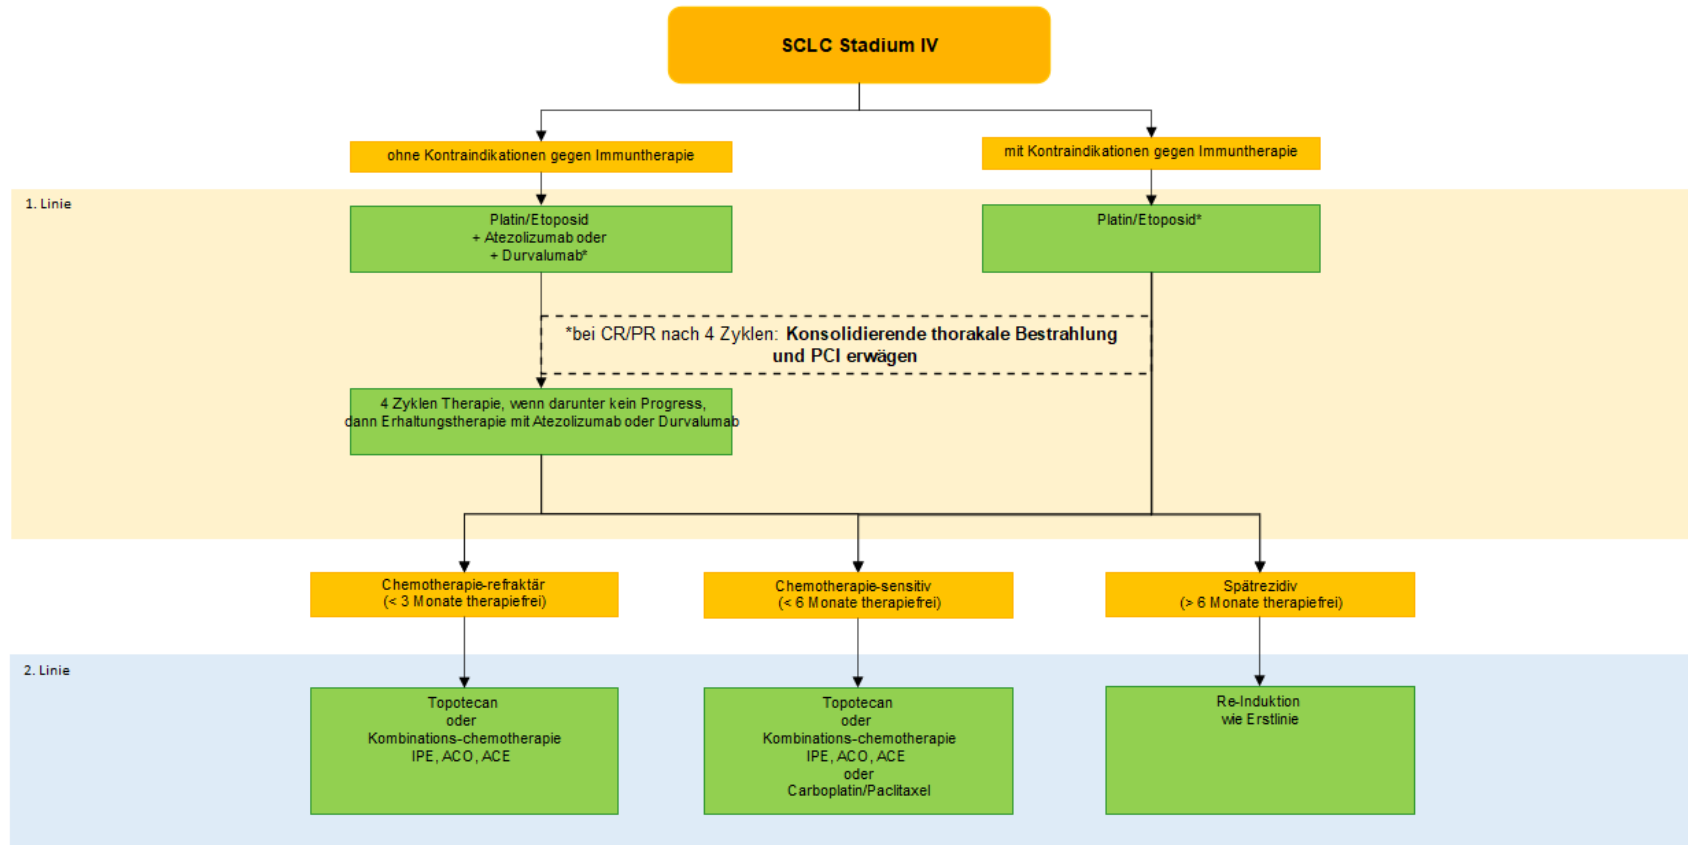 SCLC Stadium IV
ohne Kontraindikationen gegen Immuntherapie
mit Kontraindikationen gegen Immuntherapie
1. Linie
Platin/Etoposid
+ Atezolizumab oder
+ Durvalumab*
Platin/Etoposid*
*bei CR/PR nach 4 Zyklen: Konsolidierende thorakale Bestrahlung
und PCI erwägen
4 Zyklen Therapie, wenn darunter kein Progress,
dann Erhaltungstherapie mit Atezolizumab oder Durvalumab
Chemotherapie-refraktär
(< 3 Monate therapiefrei)
Chemotherapie-sensitiv
(< 6 Monate therapiefrei)
Spätrezidiv
(> 6 Monate therapiefrei)
2. Linie
Topotecan
oder
Kombinations-chemotherapie
IPE, ACO, ACE
Topotecan
oder
Kombinations-chemotherapie
IPE, ACO, ACE
oder
Carboplatin/Paclitaxel
Re-Induktion
wie Erstlinie